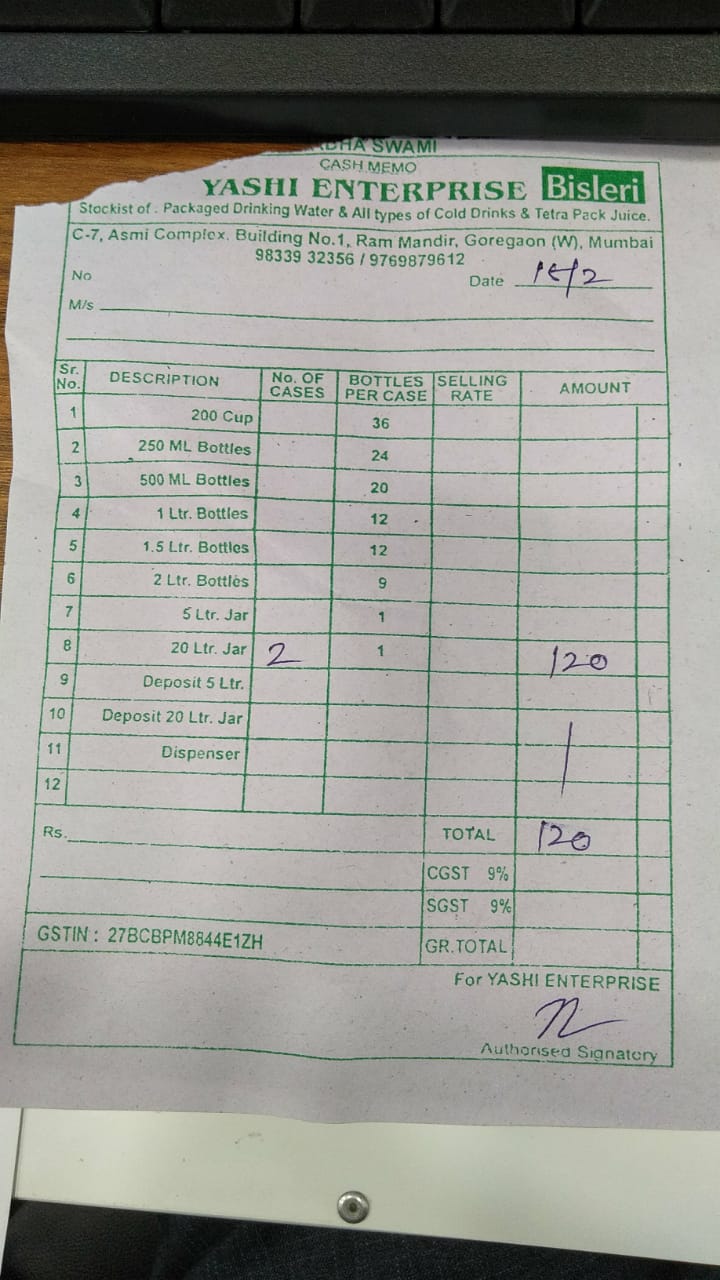 SWAMI
CASH MEMO
YASHI ENTERPRISE Bisleri
Stockist of. Packaged Drinking Water & All types of Cold Drinks & Tetra Pack Juice.
C-7, Asmi Complex. Building No.1, Ram Mandir, Goregaon (W), Mumbai
98339 32356 / 9769879612
No
Date
M/s
Sr. No. DESCRIPTION No. OF CASES BOTTLES PER CASE SELLING RATE AMOUNT
1 200 Cup 36
2 250 ML Bottles 24
3 500 ML Bottles 20
4 1 Ltr. Bottles 12
5 1.5 Ltr. Bottles 12
6 2 Ltr. Bottles 9
7 5 Ltr. Jar 1
8 20 Ltr. Jar 2 1 120
9 Deposit 5 Ltr.
10 Deposit 20 Ltr. Jar
11 Dispenser
12
Rs. TOTAL 120
CGST 9%
SGST 9%
GSTIN : 27BCBPM8844E1ZH GR.TOTAL
For YASHI ENTERPRISE
Authorised Signatory